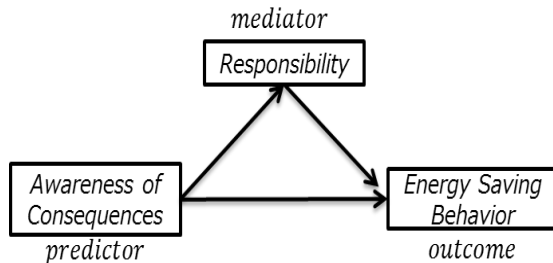 mediator
Responsibility
Awareness of
Consequences
predictor
Energy Saving
Behavior
outcome